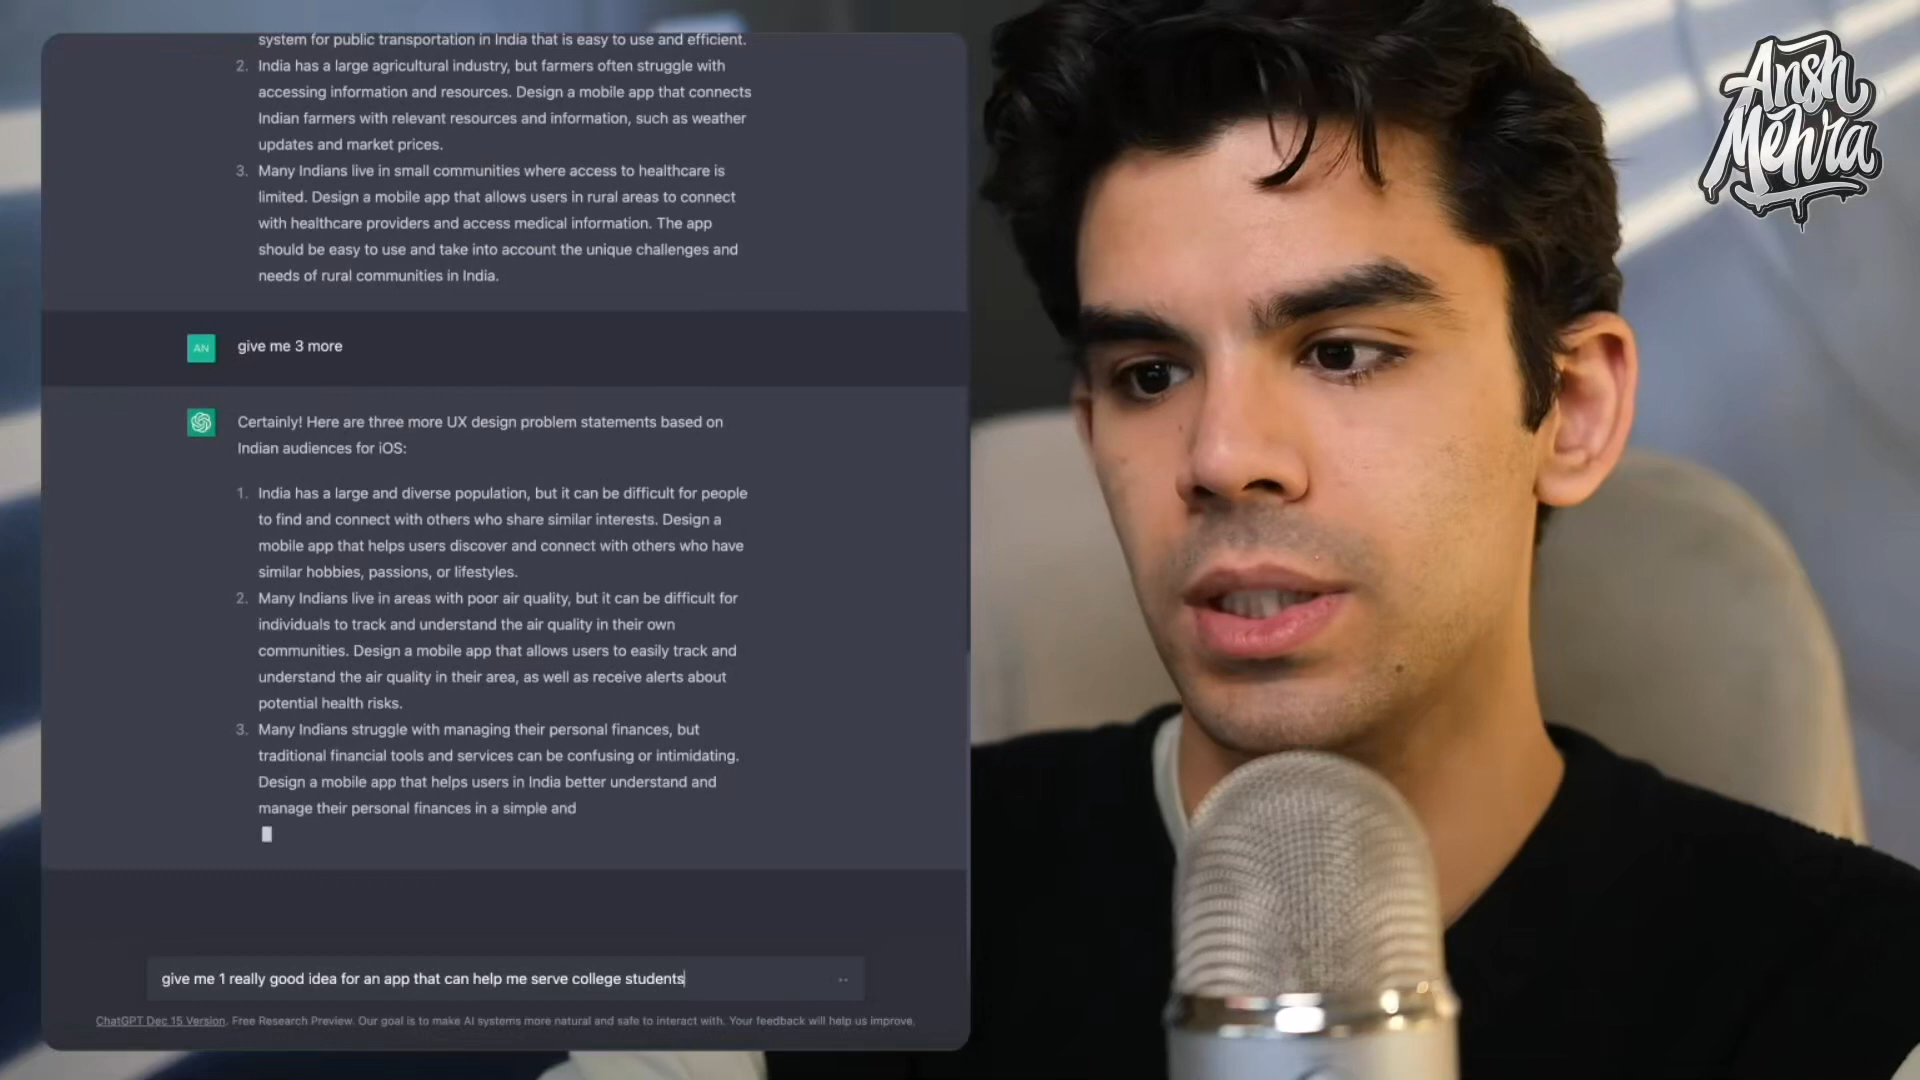 system for public transportation in India that is easy to use and efficient.
2. India has a large agricultural industry, but farmers often struggle with
accessing information and resources. Design a mobile app that connects
Indian farmers with relevant resources and information, such as weather
updates and market prices.
3. Many Indians live in small communities where access to healthcare is
limited. Design a mobile app that allows users in rural areas to connect
with healthcare providers and access medical information. The app
should be easy to use and take into account the unique challenges and
needs of rural communities in India.
AN
give me 3 more
Certainly! Here are three more UX design problem statements based on
Indian audiences for iOS:
1. India has a large and diverse population, but it can be difficult for people
to find and connect with others who share similar interests. Design a
mobile app that helps users discover and connect with others who have
similar hobbies, passions, or lifestyles.
2. Many Indians live in areas with poor air quality, but it can be difficult for
individuals to track and understand the air quality in their own
communities. Design a mobile app that allows users to easily track and
understand the air quality in their area, as well as receive alerts about
potential health risks.
3. Many Indians struggle with managing their personal finances, but
traditional financial tools and services can be confusing or intimidating.
Design a mobile app that helps users in India better understand and
manage their personal finances in a simple and
give me 1 really good idea for an app that can help me serve college students
ChatGPT Dec 15 Version. Free Research Preview. Our goal is to make AI systems more natural and safe to interact with. Your feedback will help us improve.
Ansh
Mehra